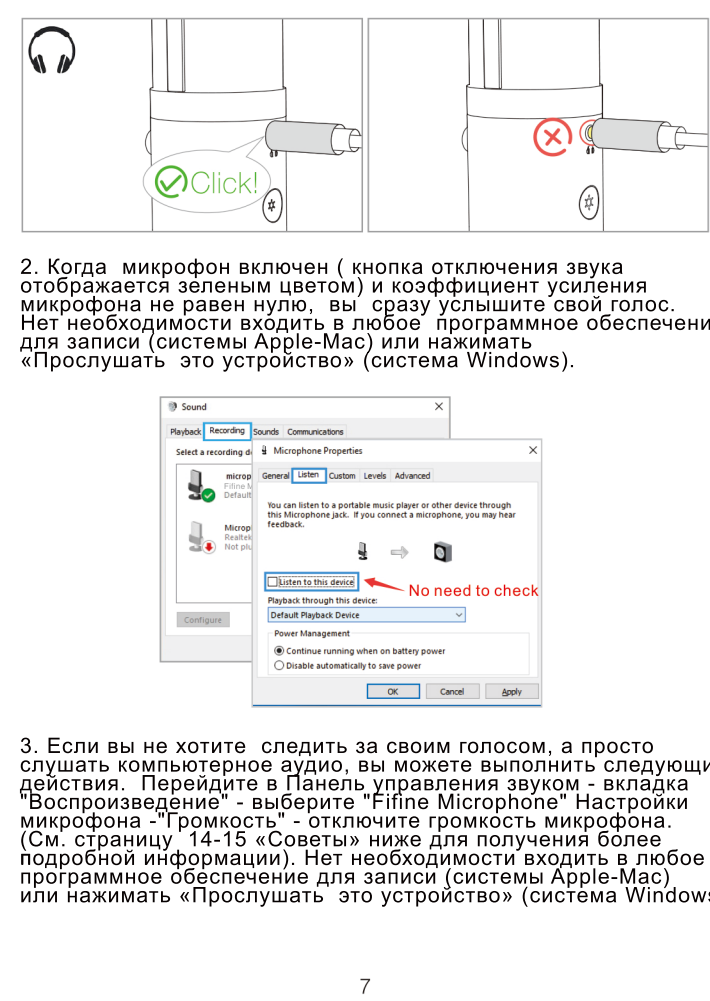 Click!
2. Когда микрофон включен ( кнопка отключения звука
отображается зеленым цветом) и коэффициент усиления
микрофона не равен нулю, вы сразу услышите свой голос.
Нет необходимости входить в любое программное обеспечени
для записи (системы Apple-Mac) или нажимать
«Прослушать это устройство» (система Windows).
Sound
Playback Recording Sounds Communications
Select a recording d
microp
Fifine M
Default
Microp
Realtek
Not plu
Configure
Microphone Properties
General Listen Custom Levels Advanced
You can listen to a portable music player or other device through
this Microphone jack. If you connect a microphone, you may hear
feedback.
Listen to this device
No need to check
Playback through this device:
Default Playback Device
Power Management
Continue running when on battery power
Disable automatically to save power
OK Cancel Apply
3. Если вы не хотите следить за своим голосом, а просто
слушать компьютерное аудио, вы можете выполнить следующи
действия. Перейдите в Панель управления звуком - вкладка
"Воспроизведение" - выберите "Fifine Microphone" Настройки
микрофона -"Громкость" - отключите громкость микрофона.
(См. страницу 14-15 «Советы» ниже для получения более
подробной информации). Нет необходимости входить в любое
программное обеспечение для записи (системы Apple-Mac)
или нажимать «Прослушать это устройство» (система Windows
7